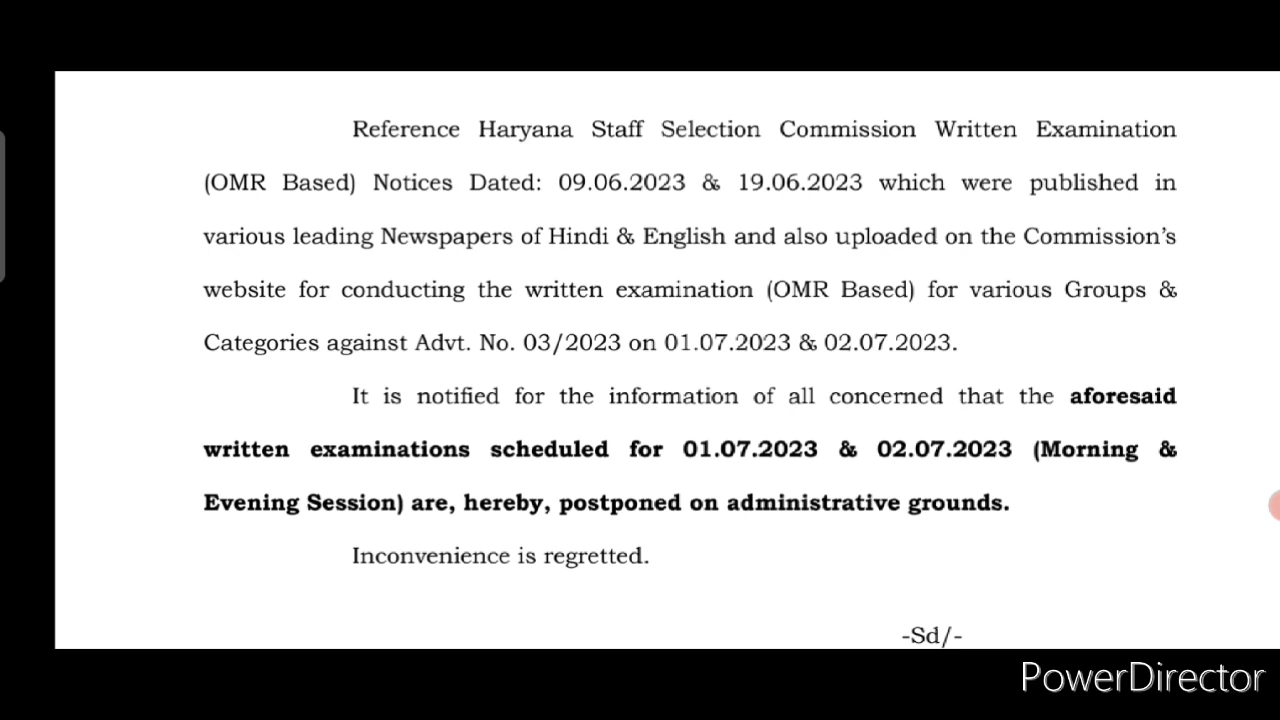 Reference Haryana Staff Selection Commission Written Examination
(OMR Based) Notices Dated: 09.06.2023 & 19.06.2023 which were published in
various leading Newspapers of Hindi & English and also uploaded on the Commission's
website for conducting the written examination (OMR Based) for various Groups &
Categories against Advt. No. 03/2023 on 01.07.2023 & 02.07.2023.
It is notified for the information of all concerned that the aforesaid
written examinations scheduled for 01.07.2023 & 02.07.2023 (Morning &
Evening Session) are, hereby, postponed on administrative grounds.
Inconvenience is regretted.
-Sd/-
PowerDirector